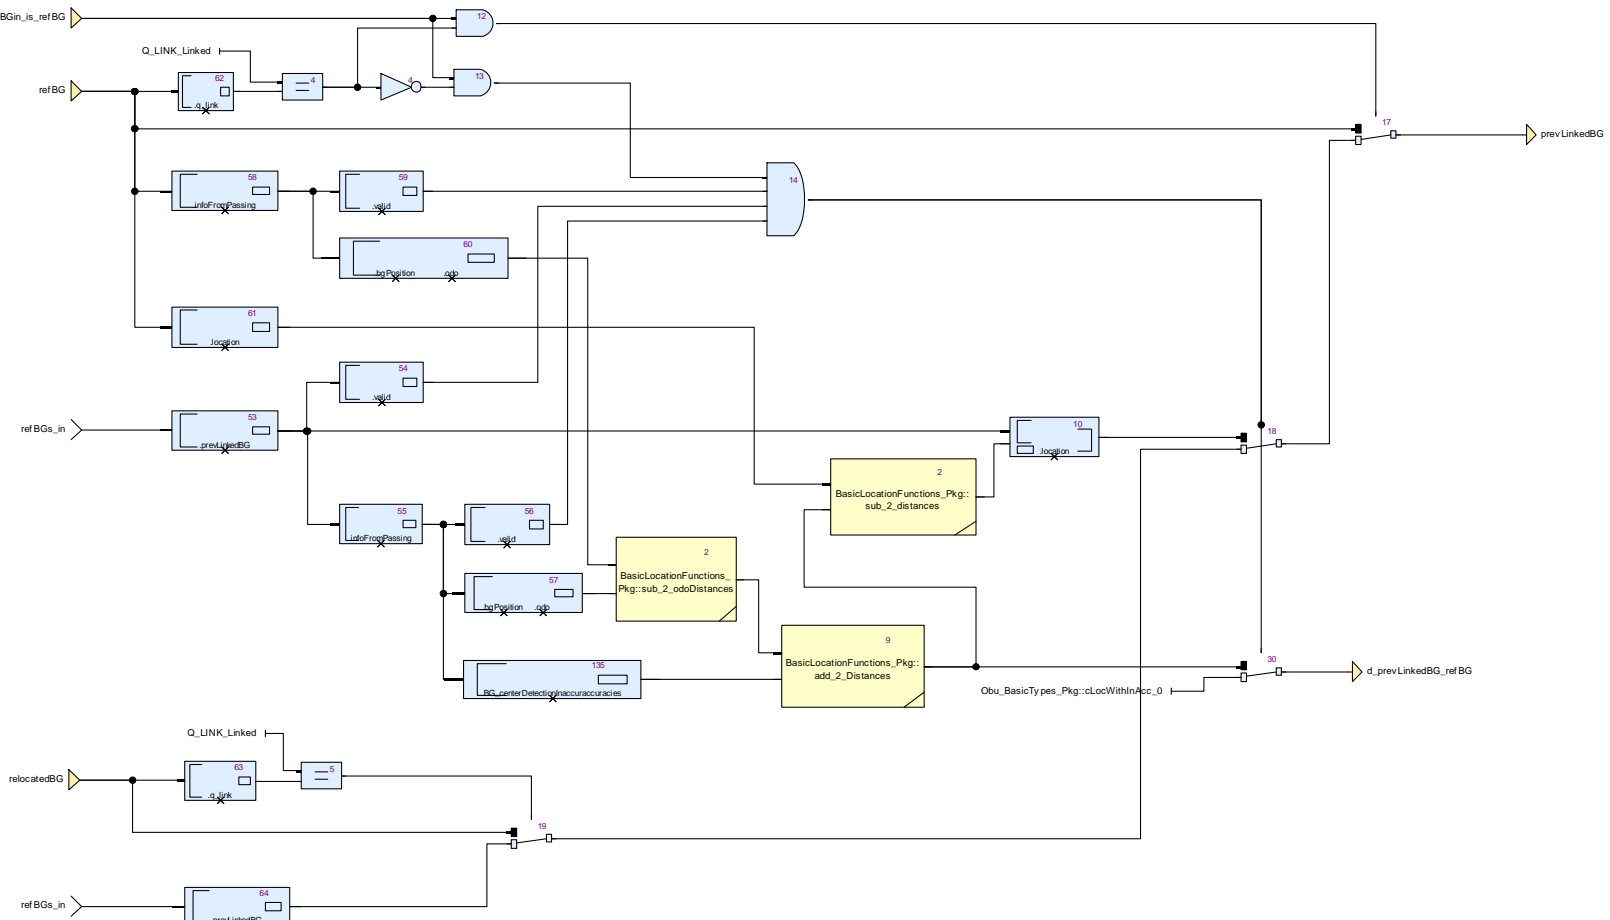 BGin_is_refBG
12
Q_LINK_Linked
62
4
4
13
refBG
.q_link
17
prevLinkedBG
58
59
14
.infoFromPassing
.valid
60
.bgPosition .odo
61
.location
54
.valid
53
refBGs_in
.prevLinkedBG
10
.location
18
2
BasicLocationFunctions_Pkg::
sub_2_distances
55
56
.infoFromPassing
.valid
2
BasicLocationFunctions_
Pkg::sub_2_odoDistances
57
.bgPosition .odo
9
BasicLocationFunctions_Pkg::
add_2_Distances
135
BG_centerDetectionInaccuraccuracies
30
d_prevLinkedBG_refBG
Obu_BasicTypes_Pkg::cLocWithInAcc_0
Q_LINK_Linked
63
5
relocatedBG
.q_link
19
64
refBGs_in
.prevLinkedBG